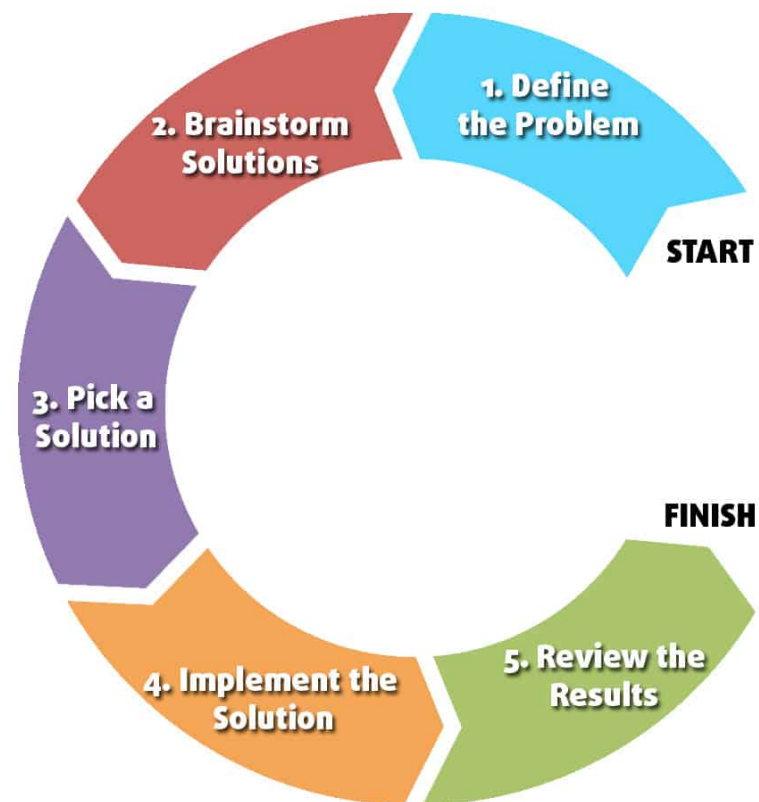 1. Define
the Problem
2. Brainstorm
Solutions
START
3. Pick a
Solution
FINISH
4. Implement the
Solution
5. Review the
Results